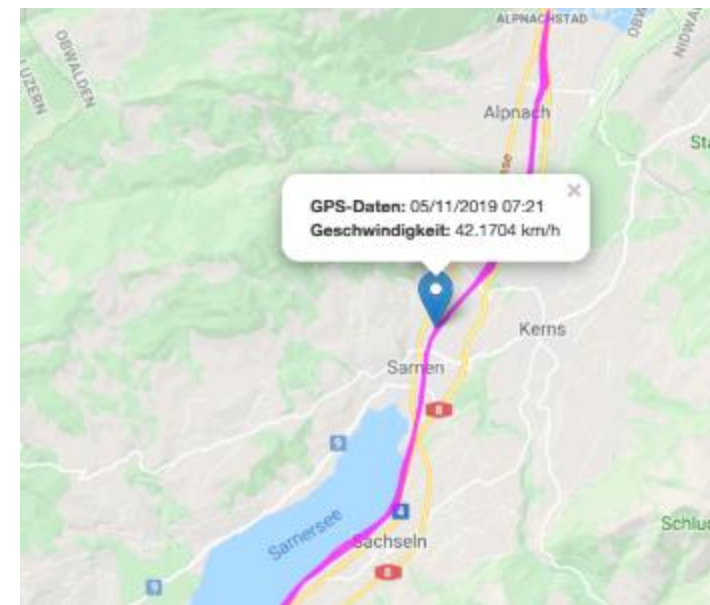 ALPNACHSTAD
OBWALDEN
LUZERN
Alpnach
GPS-Daten: 05/11/2019 07:21
Geschwindigkeit: 42.1704 km/h
×
Kerns
Sarnen
8
9
4
Sarnersee
Sachseln
8
9